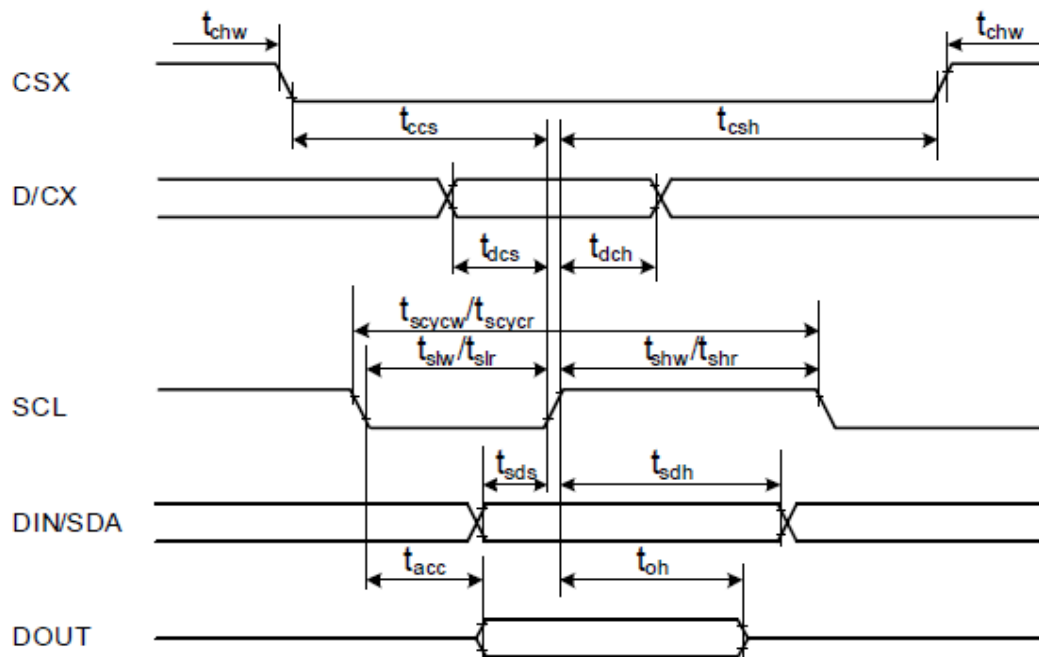 tchw tchw
CSX
tccs tcsh
D/CX
tdcs tdch
tscycw/tscycr
tslw/tslr tshw/tshr
SCL
tsds tsdh
DIN/SDA
tacc toh
DOUT